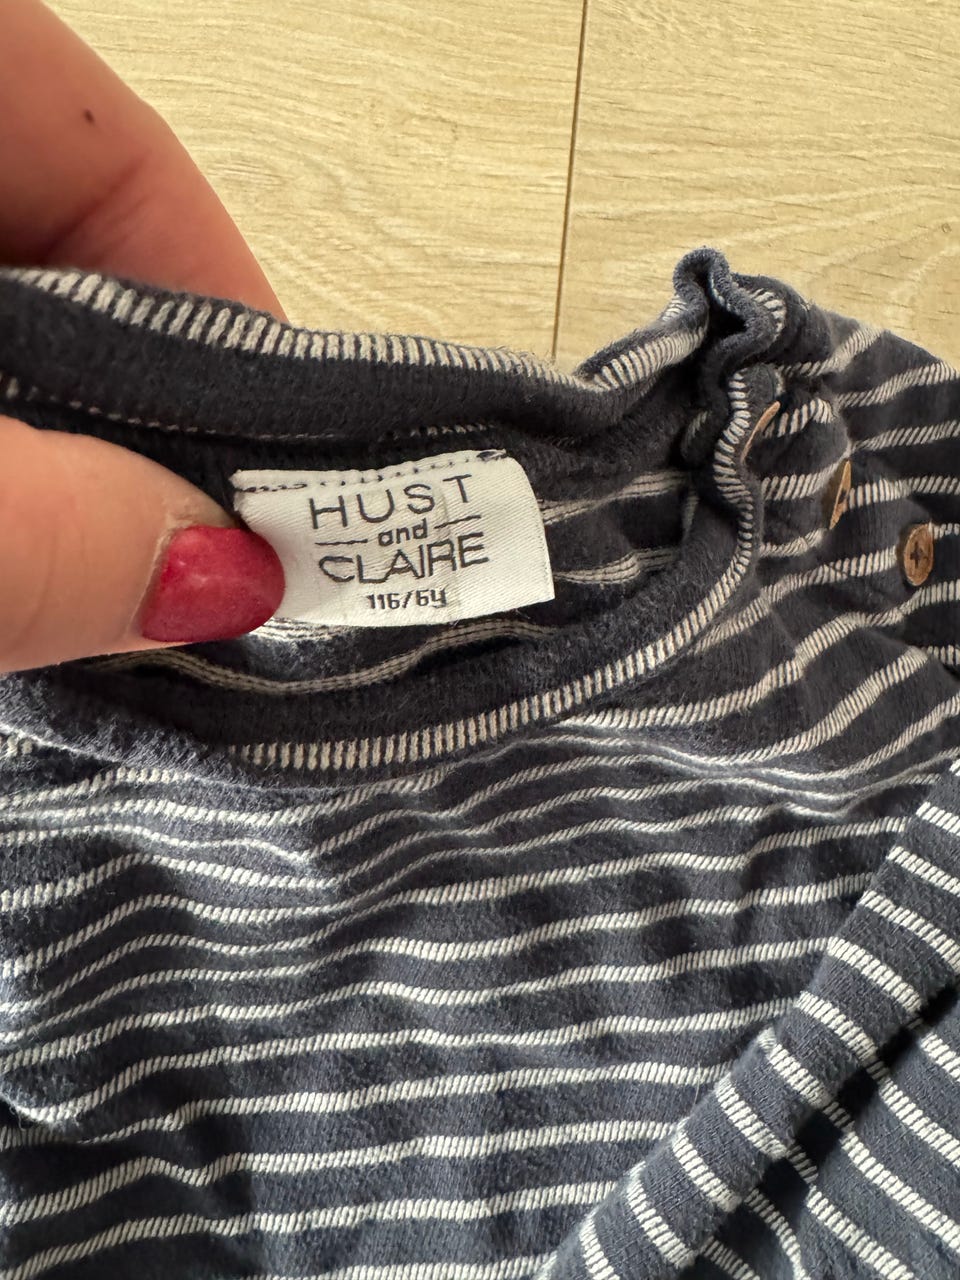 HUST
and
CLAIRE
116/6y